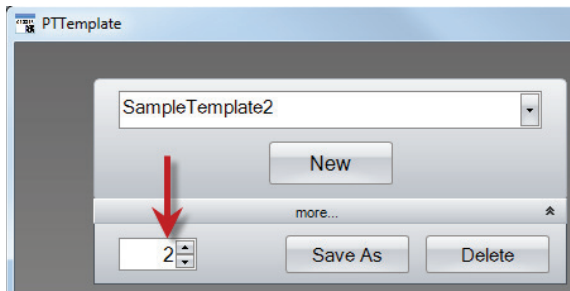 PTTemplate
SampleTemplate2
New
more...
2 Save As Delete